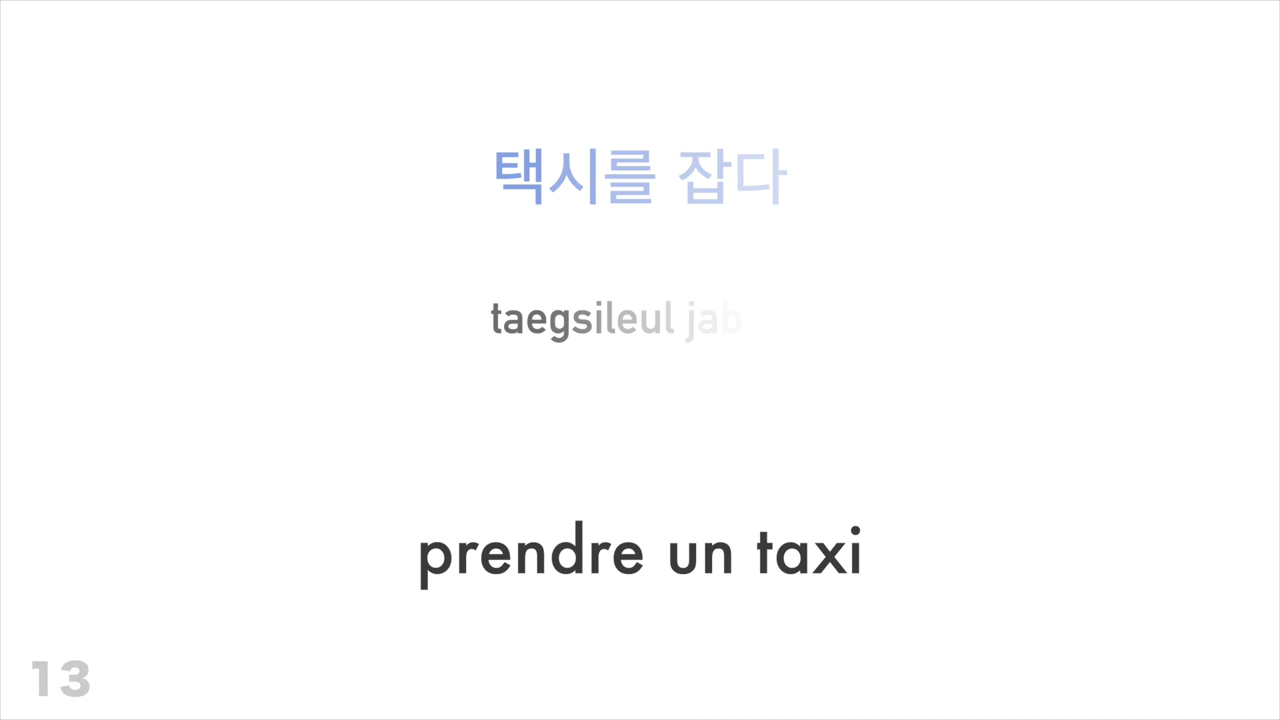 택시를 잡다
taegsileul jab
prendre un taxi
13